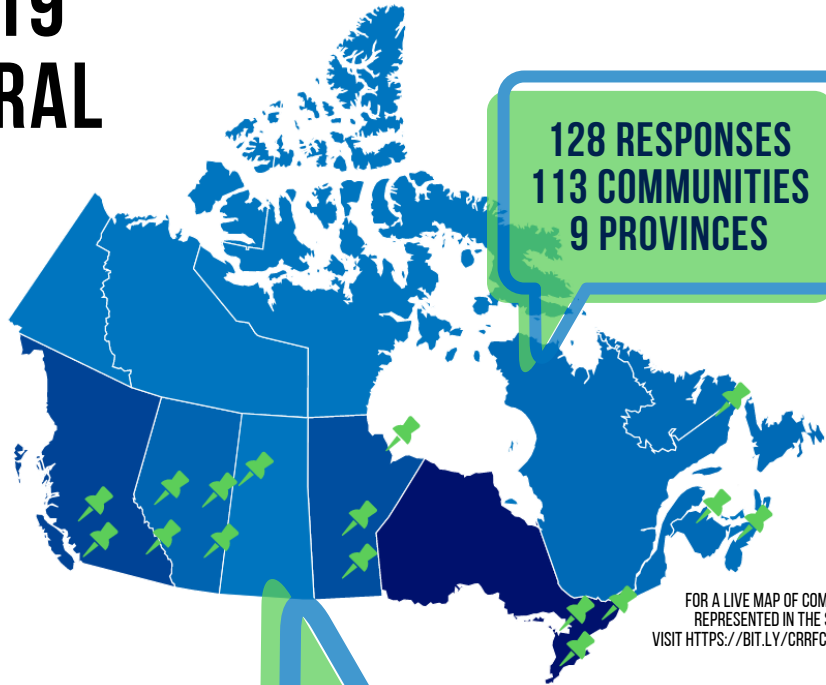 19
RAL
128 RESPONSES
113 COMMUNITIES
9 PROVINCES
FOR A LIVE MAP OF COM
REPRESENTED IN THE S
VISIT HTTPS://BIT.LY/CRRFC